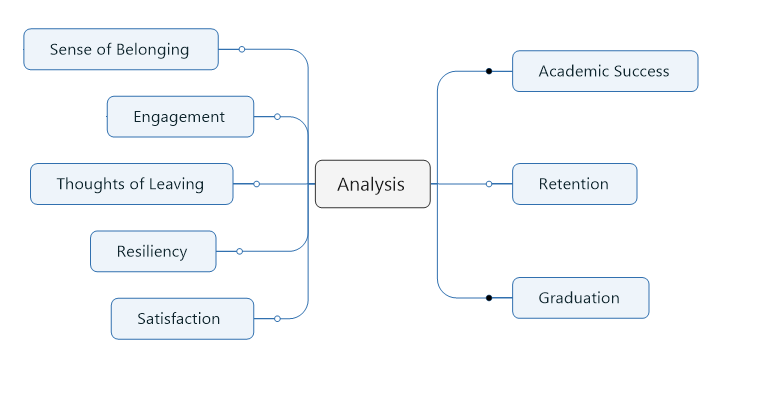 Sense of Belonging
Engagement
Thoughts of Leaving
Resiliency
Satisfaction
Analysis
Academic Success
Retention
Graduation